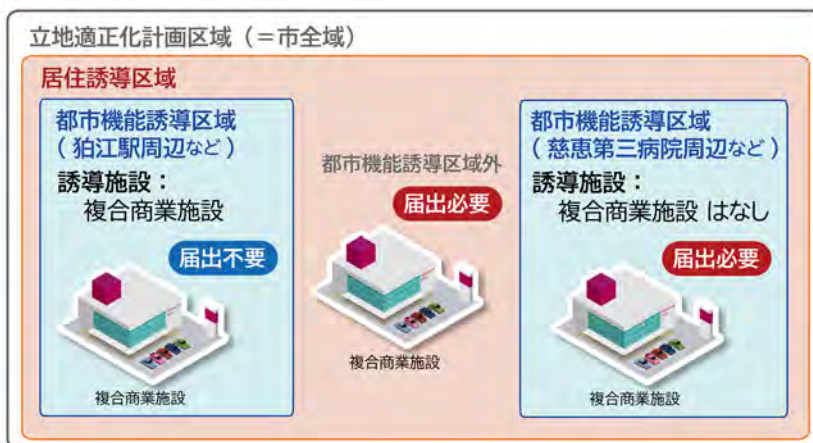 立地適正化計画区域(=市全域)
居住誘導区域
都市機能誘導区域
(狛江駅周辺など)
誘導施設:
複合商業施設
届出不要
複合商業施設
都市機能誘導区域外
届出必要
複合商業施設
都市機能誘導区域
(慈恵第三病院周辺など)
誘導施設:
複合商業施設 はなし
届出必要
複合商業施設